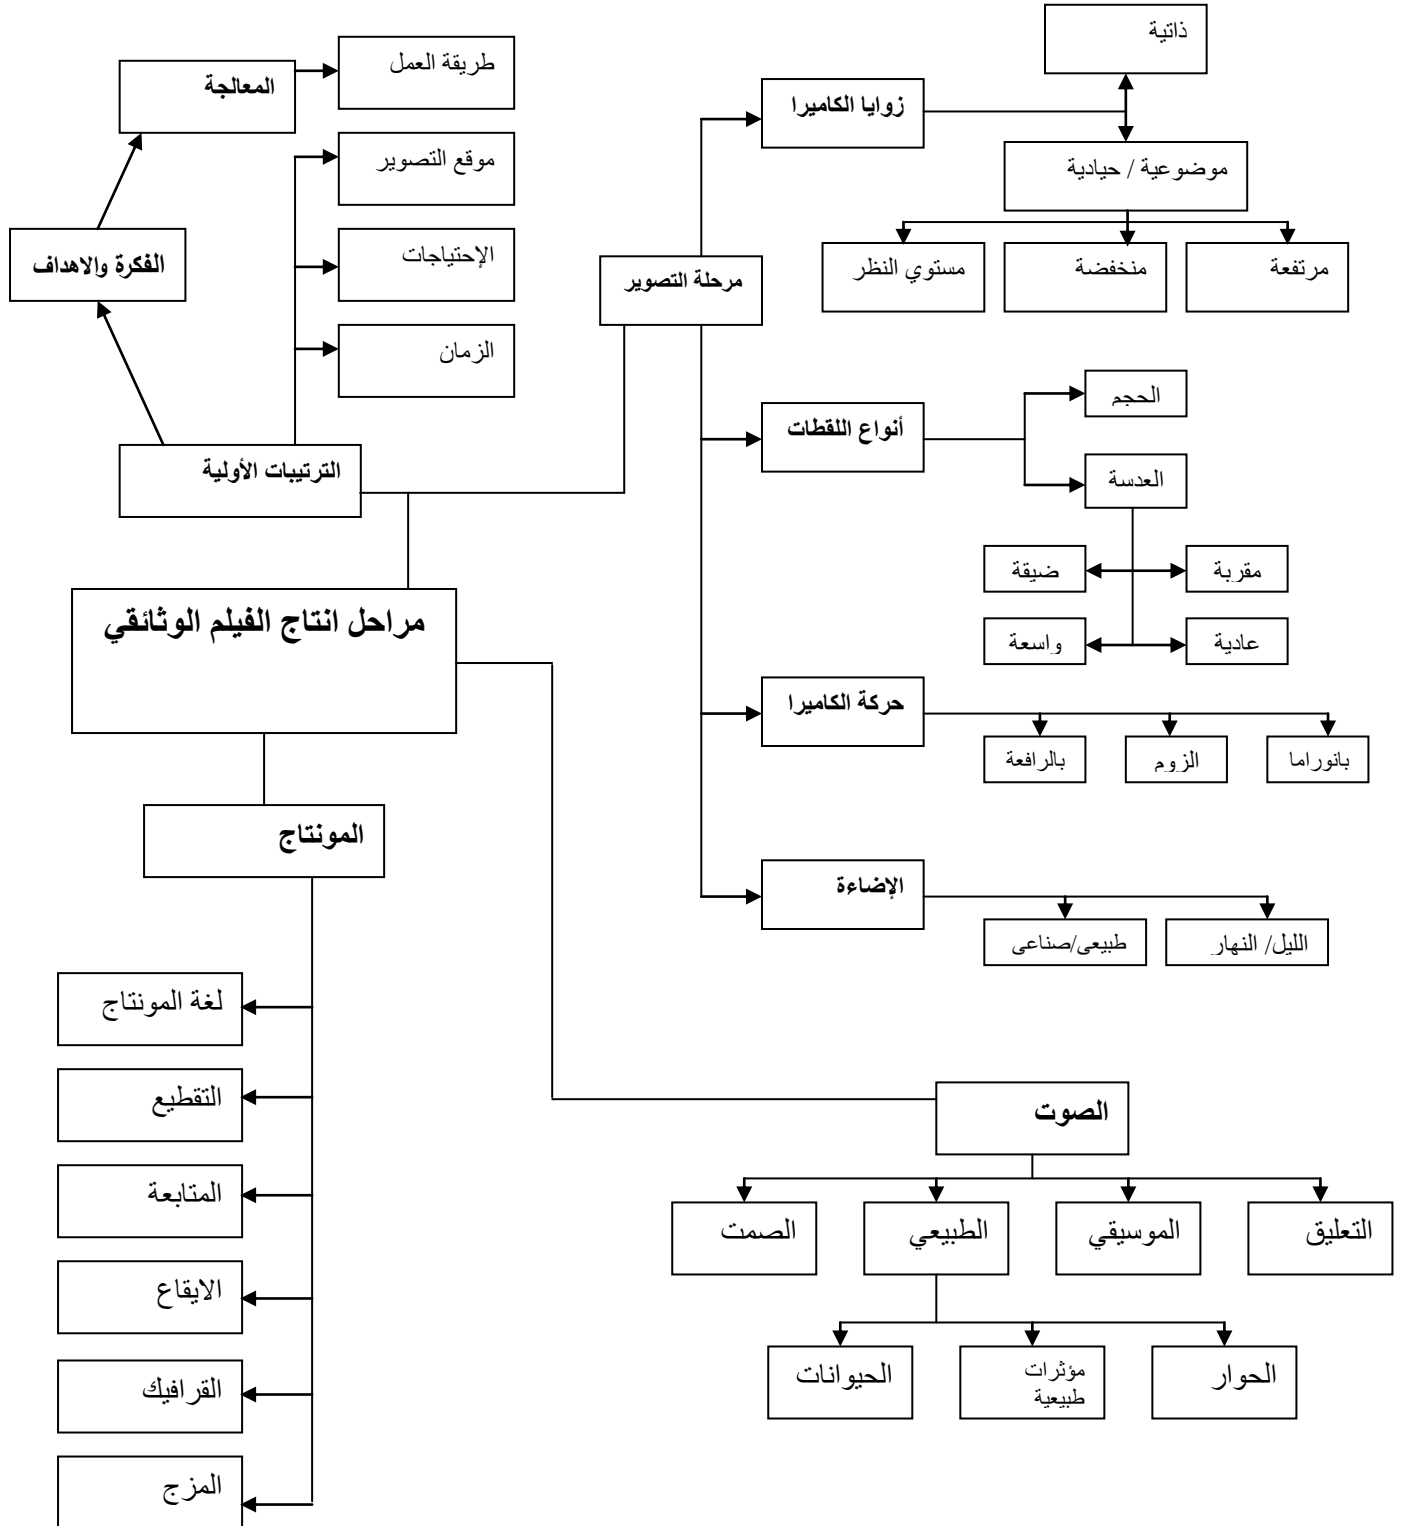 ذاتية
طريقة العمل
المعالجة
زوايا الكاميرا
موقع التصوير
موضوعية / حيادية
الفكرة والاهداف
الإحتياجات
مرحلة التصوير
مرتفعة
منخفضة
مستوي النظر
الزمان
الحجم
أنواع اللقطات
الترتيبات الأولية
العدسة
مقربة
ضيقة
مراحل انتاج الفيلم الوثائقي
عادية
واسعة
حركة الكاميرا
بانوراما
الزوم
بالرافعة
المونتاج
الإضاءة
الليل/ النهار
طبيعى/صناعى
لغة المونتاج
التقطيع
المتابعة
الايقاع
القرافيك
المزج
الصوت
التعليق
الموسيقي
الطبيعي
الصمت
الحوار
مؤثرات
طبيعية
الحيوانات